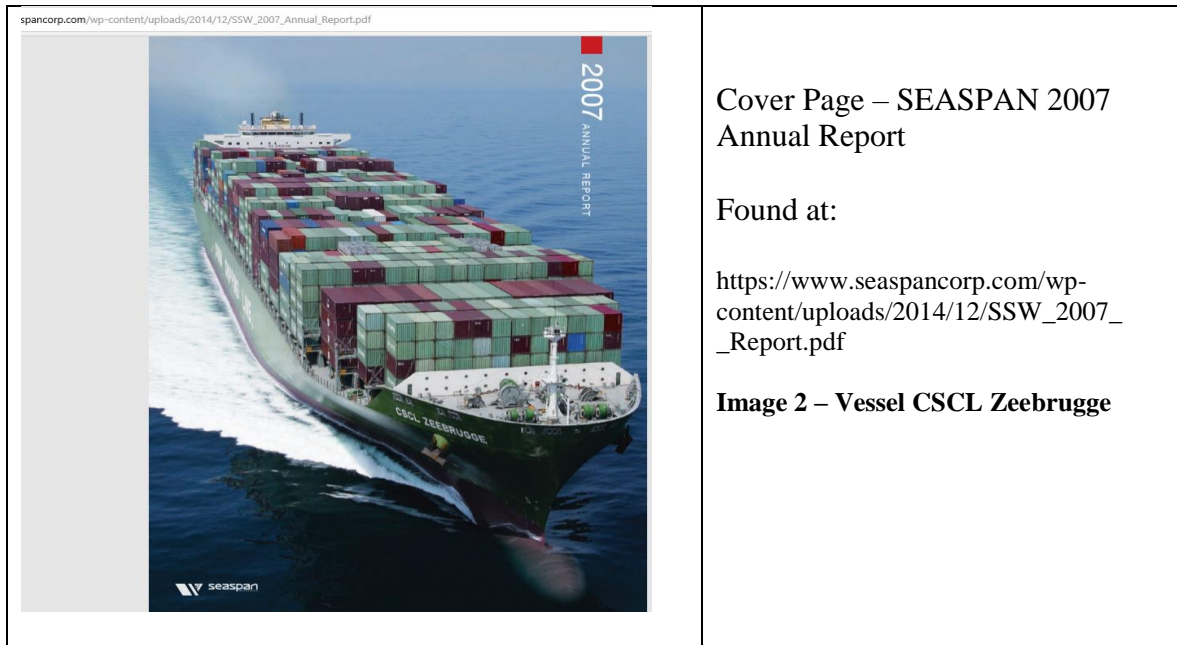 spancorp.com/wp-content/uploads/2014/12/SSW_2007_Annual_Report.pdf
2007 ANNUAL REPORT
CSCL ZEEBRUGGE
seaspan
Cover Page – SEASPAN 2007
Annual Report
Found at:
https://www.seaspancorp.com/wp-
content/uploads/2014/12/SSW_2007_
_Report.pdf
Image 2 – Vessel CSCL Zeebrugge